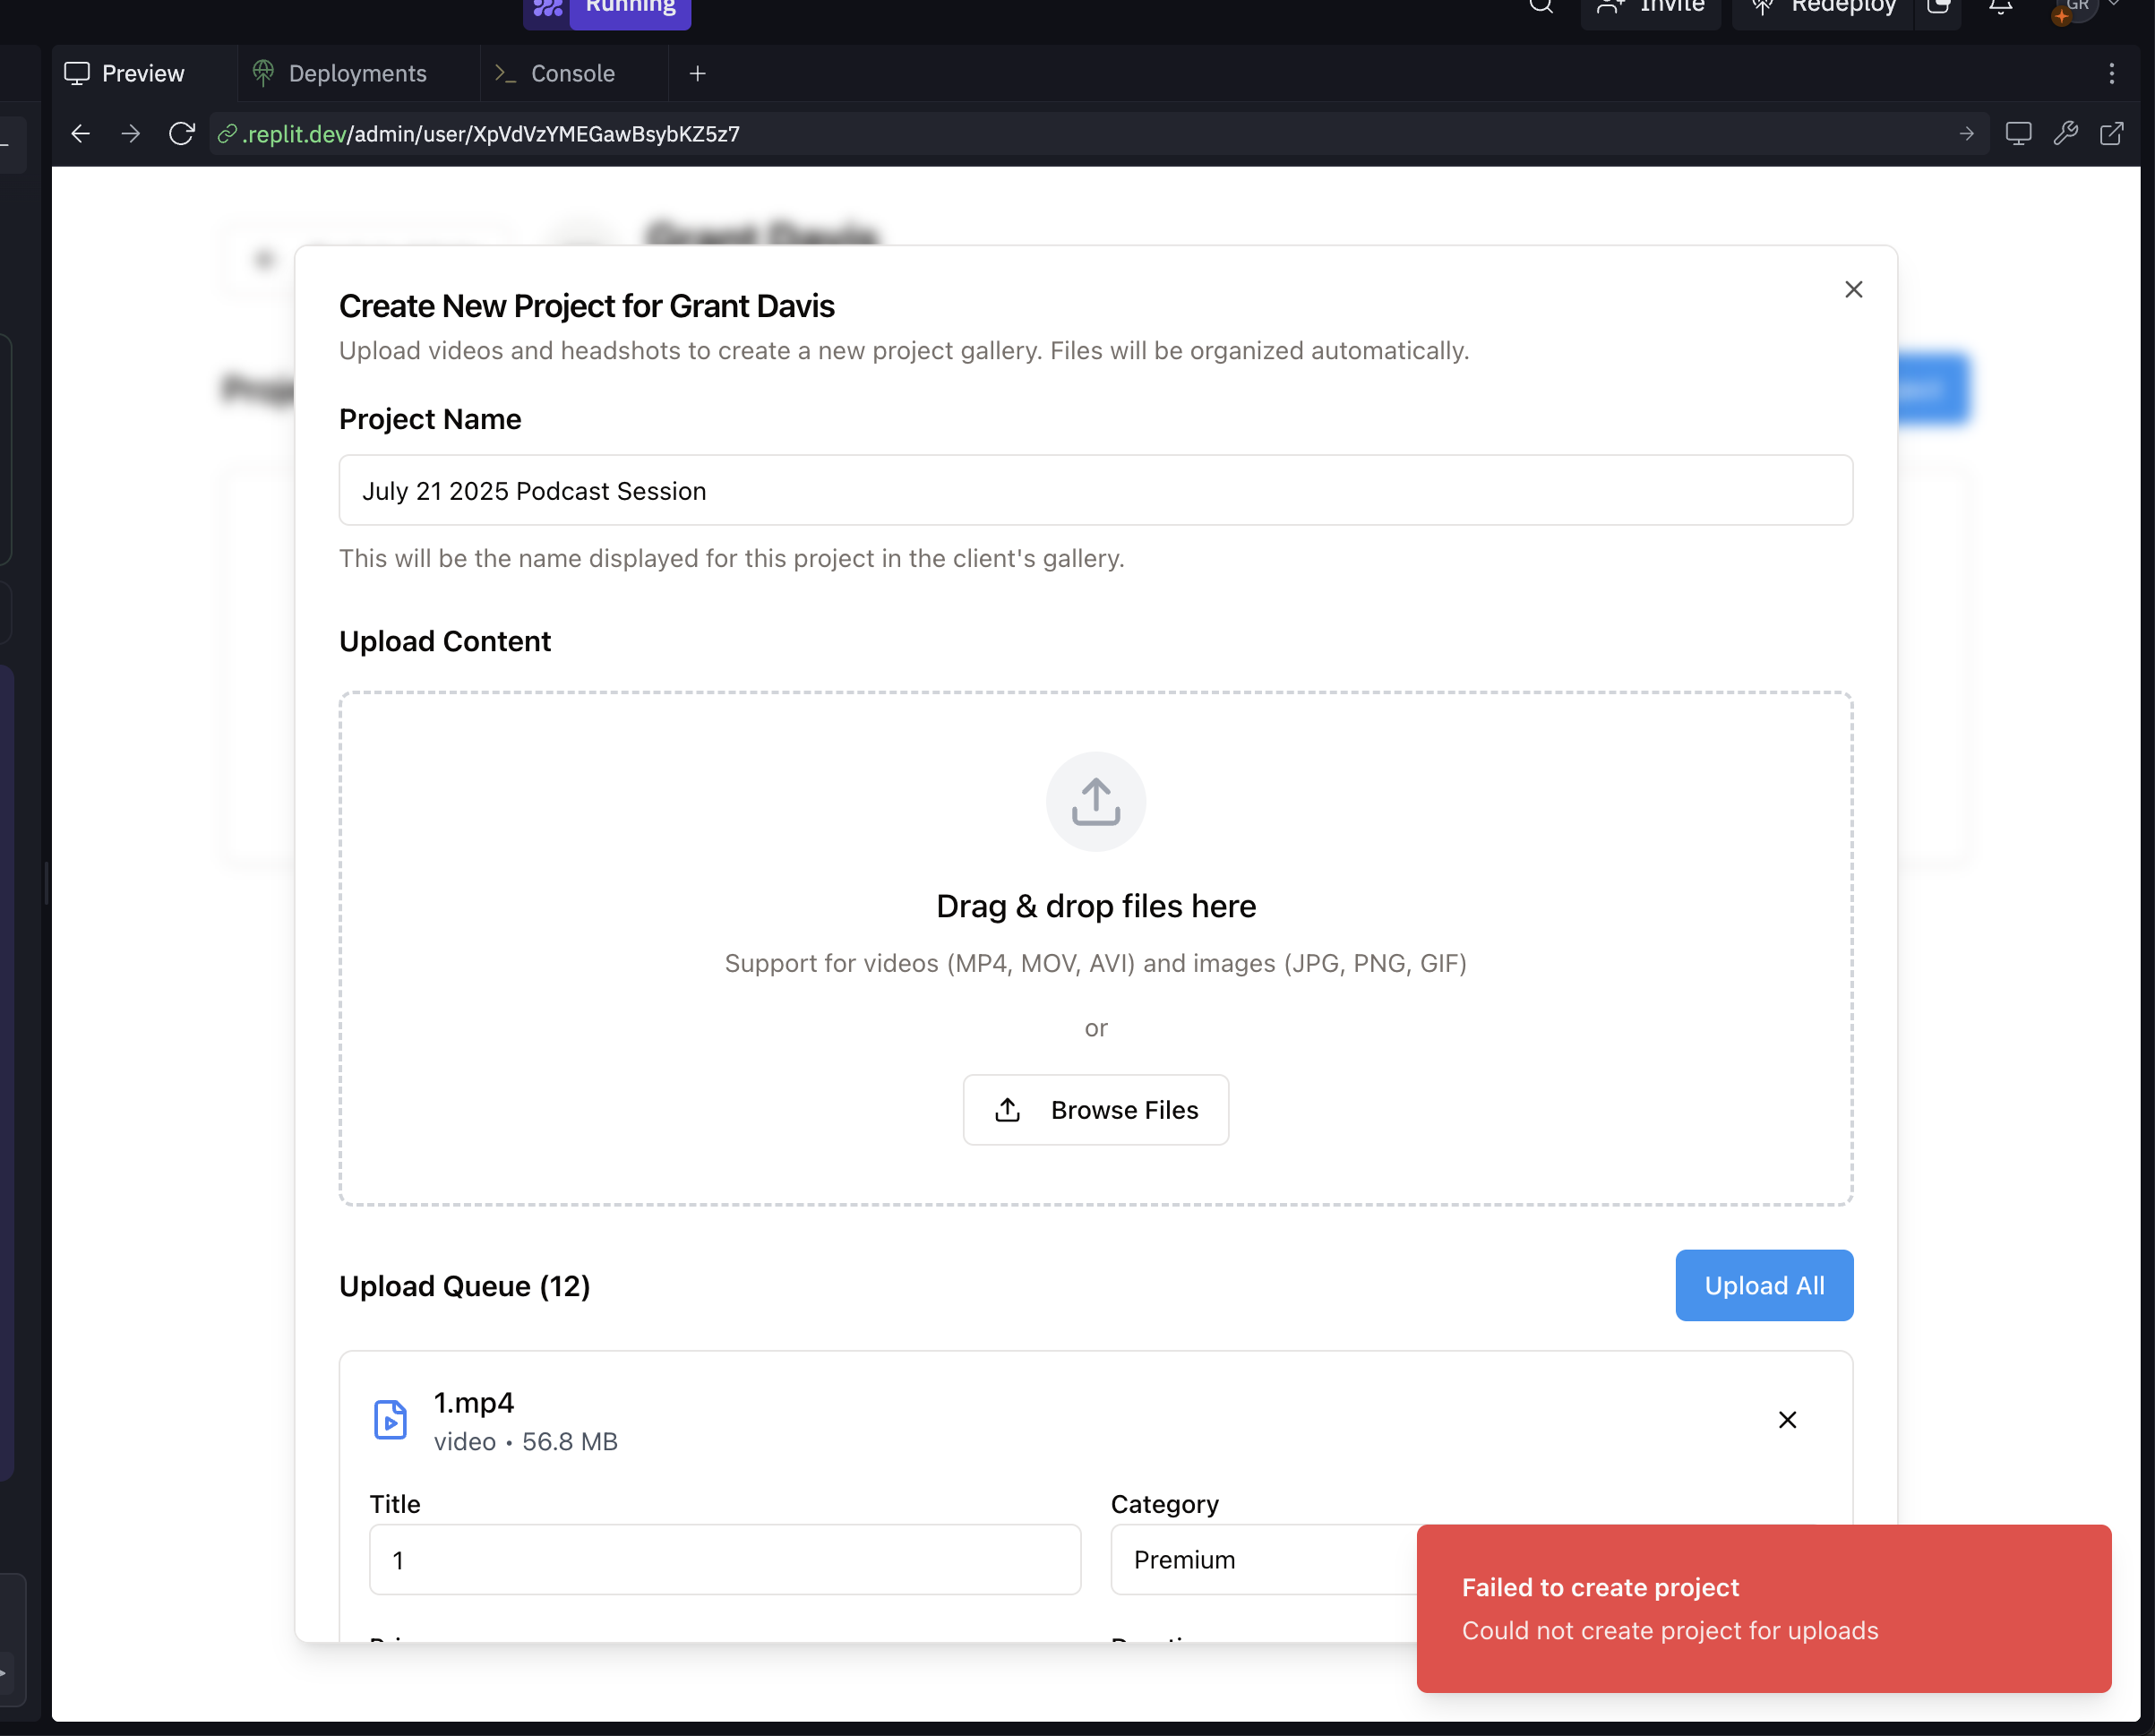 Running
Invite
Redeploy
GR
Preview
Deployments
Console
.replit.dev/admin/user/XpVdVzYMEGawBsybKZ5z7
Grant Davis
Create New Project for Grant Davis
Upload videos and headshots to create a new project gallery. Files will be organized automatically.
Project Name
July 21 2025 Podcast Session
This will be the name displayed for this project in the client's gallery.
Upload Content
Drag & drop files here
Support for videos (MP4, MOV, AVI) and images (JPG, PNG, GIF)
or
Browse Files
Upload Queue (12)
Upload All
1.mp4
video • 56.8 MB
Title
Category
1
Premium
Failed to create project
Could not create project for uploads